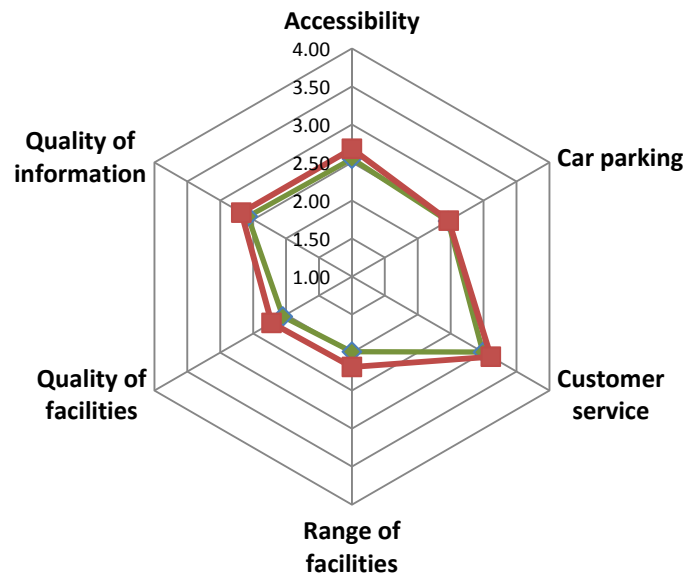 Accessibility
4.00
3.50
3.00
2.50
2.00
1.50
1.00
Quality of
information
Car parking
Quality of
facilities
Customer
service
Range of
facilities